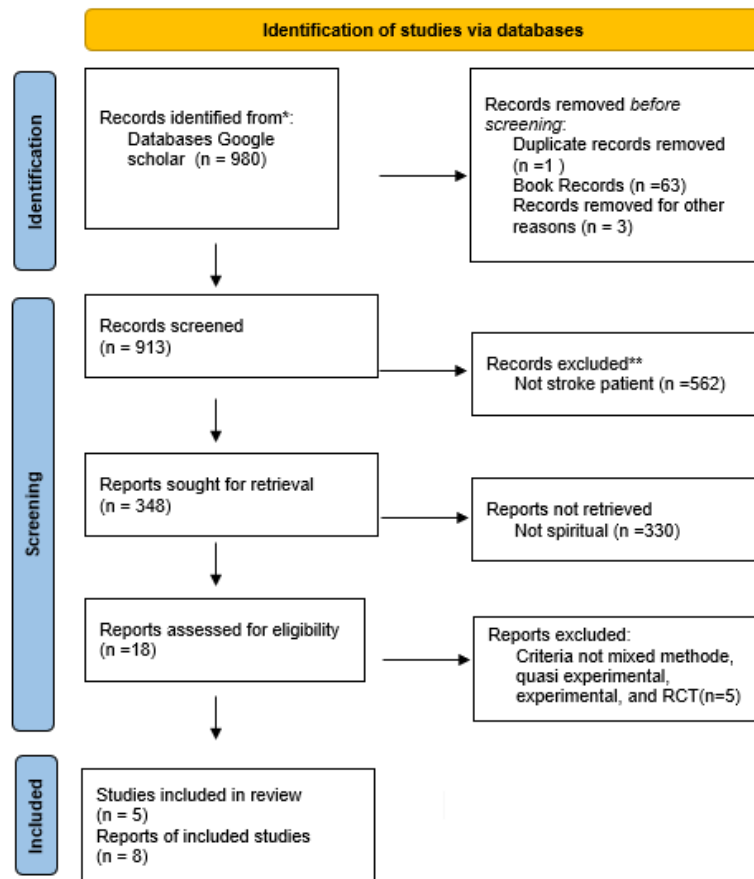 Identification of studies via databases
Identification
Records identified from*:
Databases Google
scholar (n = 980)
Records removed before
screening:
Duplicate records removed
(n =1 )
Book Records (n =63)
Records removed for other
reasons (n = 3)
Screening
Records screened
(n = 913)
Records excluded**
Not stroke patient (n =562)
Reports sought for retrieval
(n = 348)
Reports not retrieved
Not spiritual (n =330)
Reports assessed for eligibility
(n =18)
Reports excluded:
Criteria not mixed methode,
quasi experimental,
experimental, and RCT(n=5)
Included
Studies included in review
(n = 5)
Reports of included studies
(n = 8)